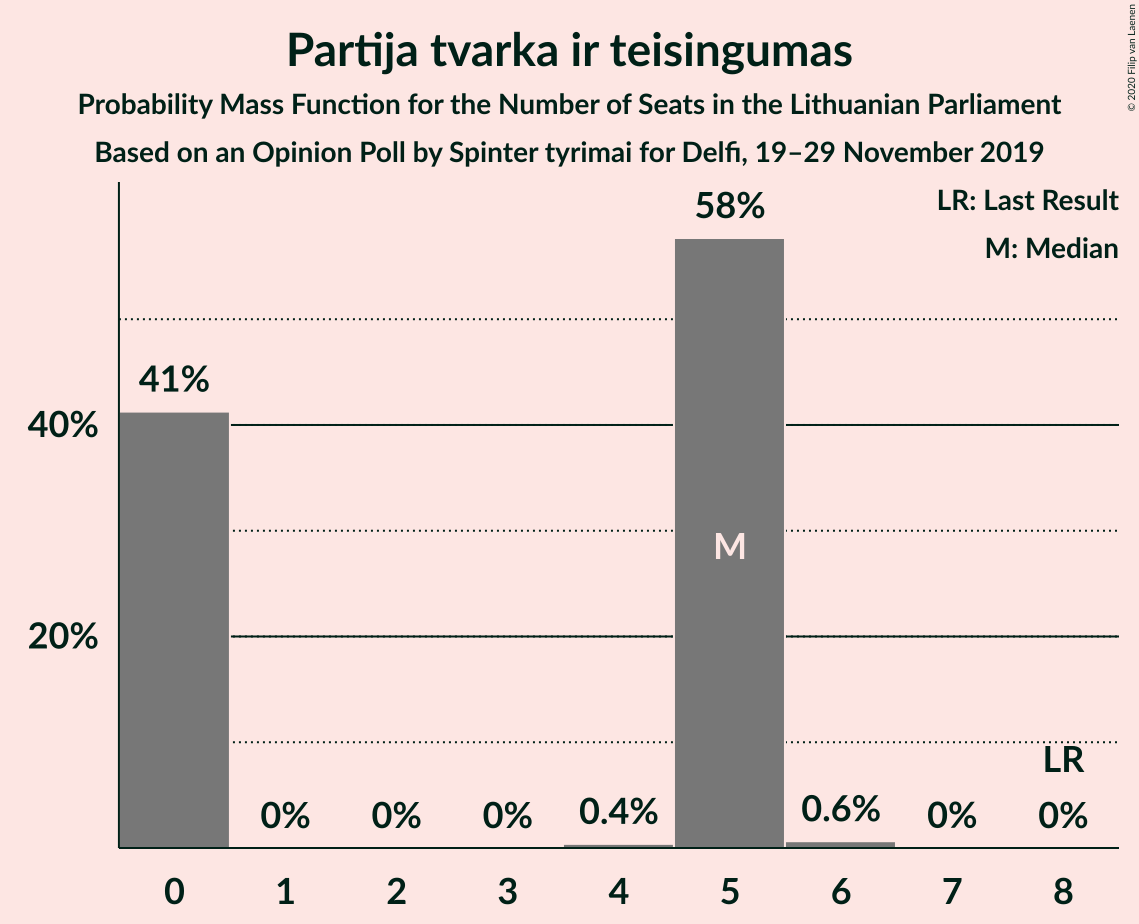 Partija tvarka ir teisingumas
Probability Mass Function for the Number of Seats in the Lithuanian Parliament
Based on an Opinion Poll by Spinter tyrimai for Delfi, 19–29 November 2019
© 2020 Filip van Laenen
LR: Last Result
M: Median
58%
41%
40%
M
20%
LR
0%
0%
0%
0.4%
0.6%
0%
0%
0
1
2
3
4
5
6
7
8